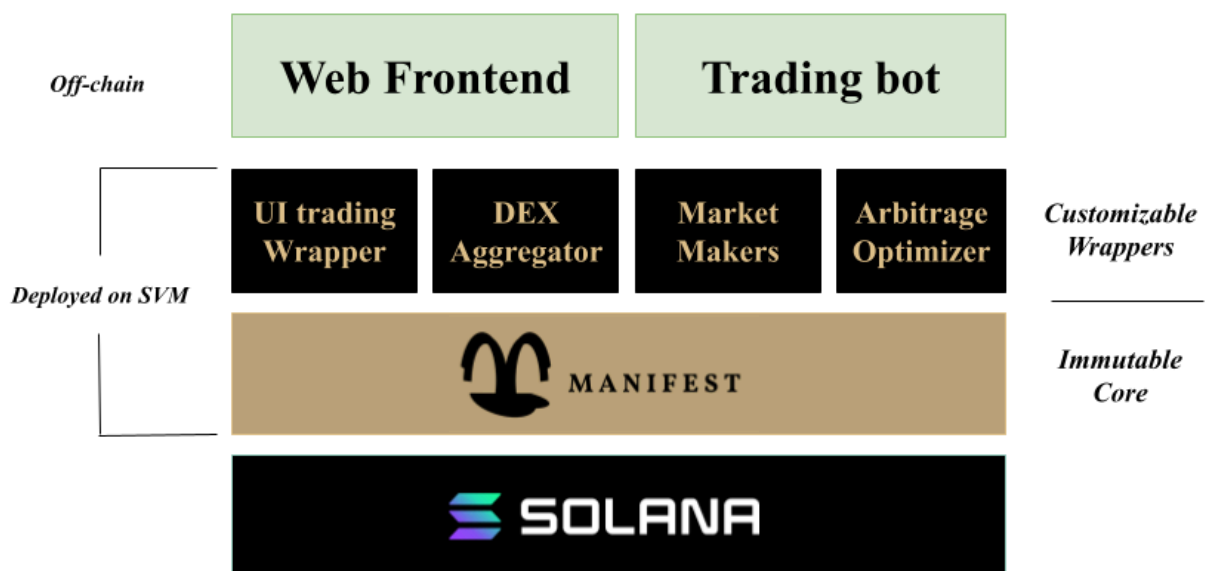 Off-chain
Web Frontend
Trading bot
Deployed on SVM
UI trading
Wrapper
DEX
Aggregator
Market
Makers
Arbitrage
Optimizer
Customizable
Wrappers
MANIFEST
Immutable
Core
SOLANA